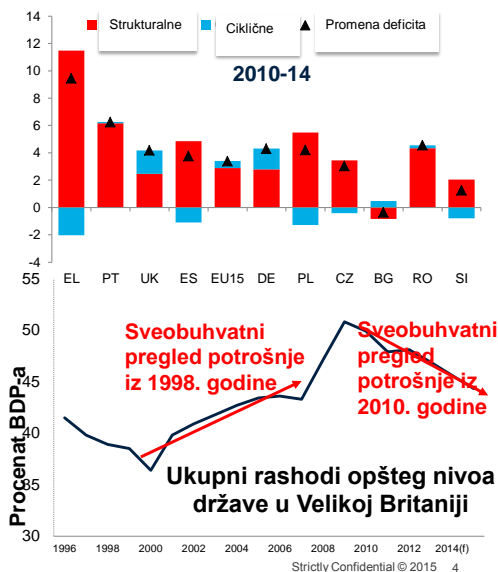 14
12
10
8
6
4
2
0
-2
-4
Strukturalne
Ciklične
Promena deficita
2010-14
EL PT UK ES EU15 DE PL CZ BG RO SI
55
50
45
40
35
30
Procenat BDP-a
Sveobuhvatni
pregled potrošnje
iz 1998. godine
Sveobuhvatni
pregled
potrošnje iz
2010. godine
Ukupni rashodi opšteg nivoa
države u Velikoj Britaniji
1996 1998 2000 2002 2004 2006 2008 2010 2012 2014(f)
Strictly Confidential © 2015 4